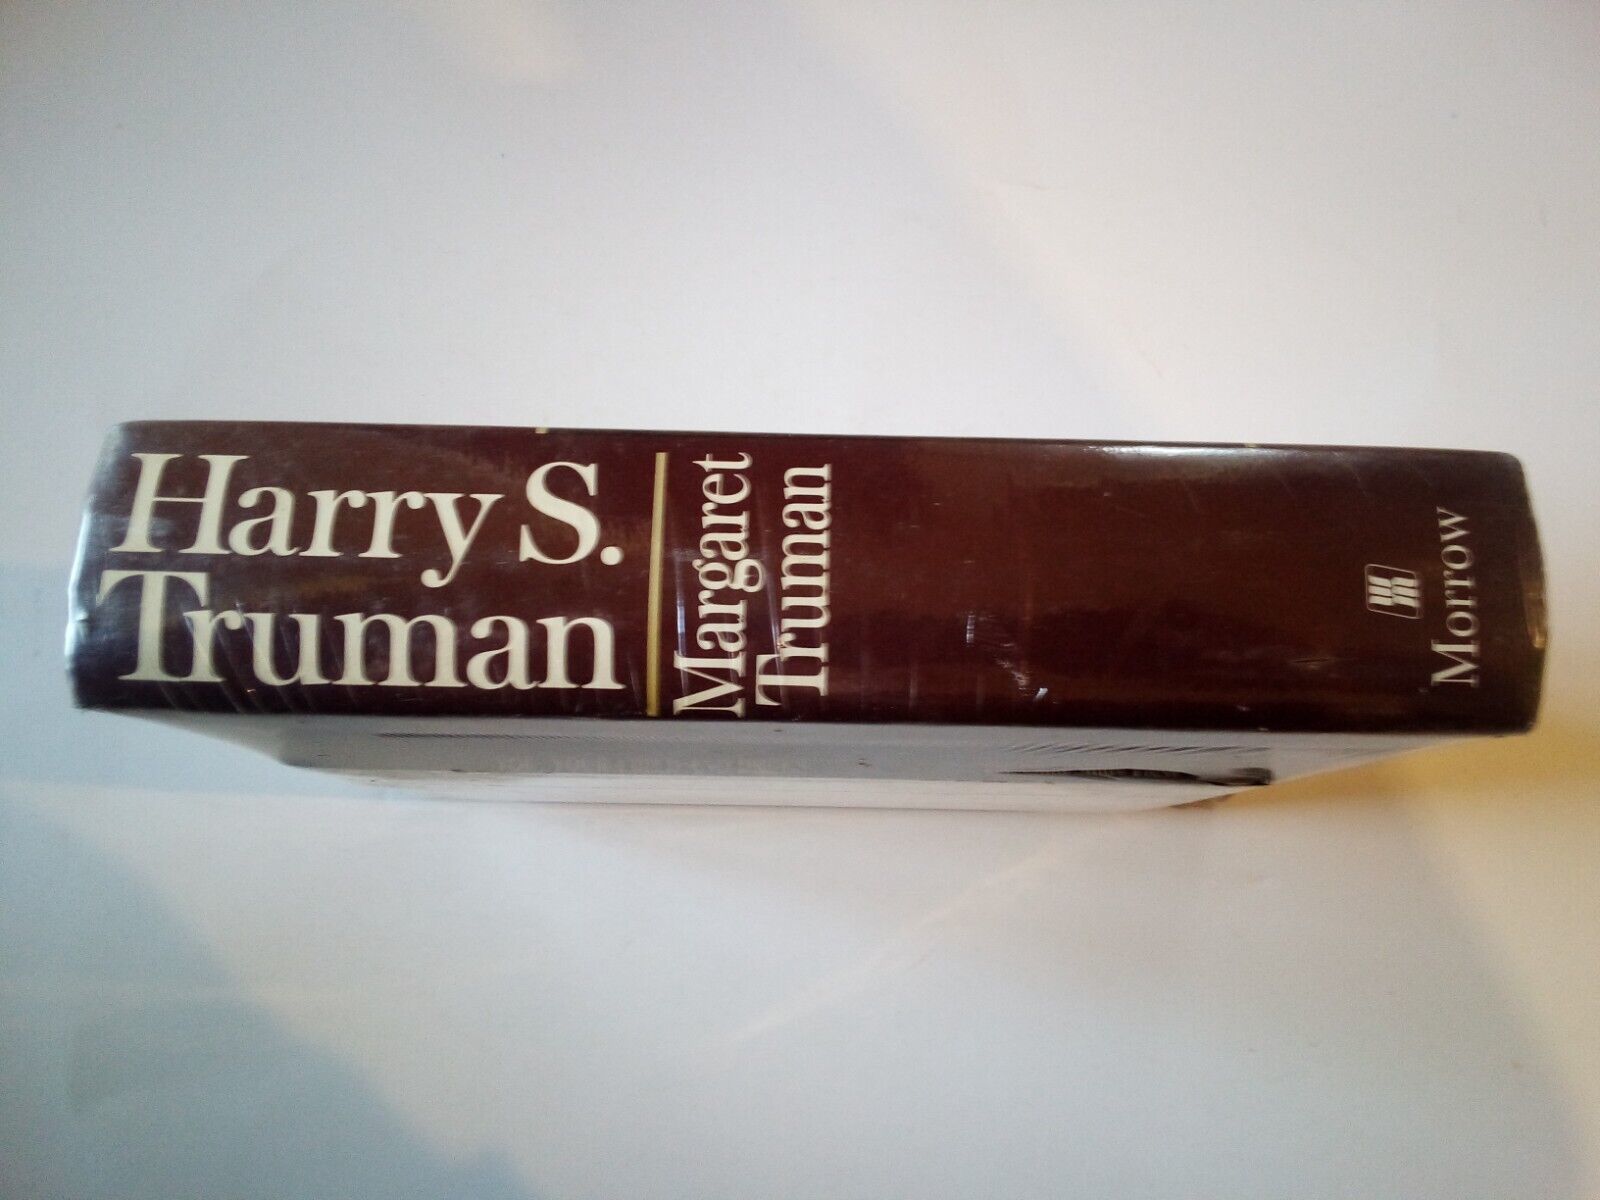 Harry S.
Truman
Margaret
Truman
Morrow